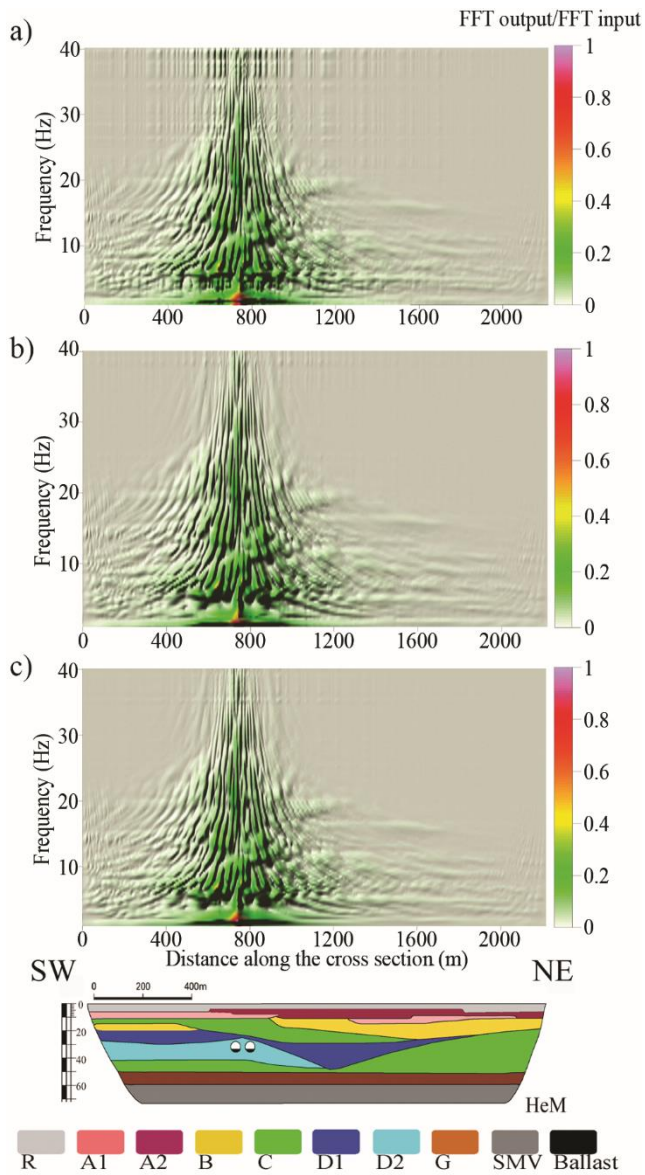 FFT output/FFT input
a)
40
30
20
10
Frequency (Hz)
0 400 800 1200 1600 2000
1
0.8
0.6
0.4
0.2
0
b)
40
30
20
10
Frequency (Hz)
0 400 800 1200 1600 2000
1
0.8
0.6
0.4
0.2
0
c)
40
30
20
10
Frequency (Hz)
0 400 800 1200 1600 2000
1
0.8
0.6
0.4
0.2
0
Distance along the cross section (m)
SW NE
0 200 400m
0
20
40
60
HeM
R A1 A2 B C D1 D2 G SMV Ballast